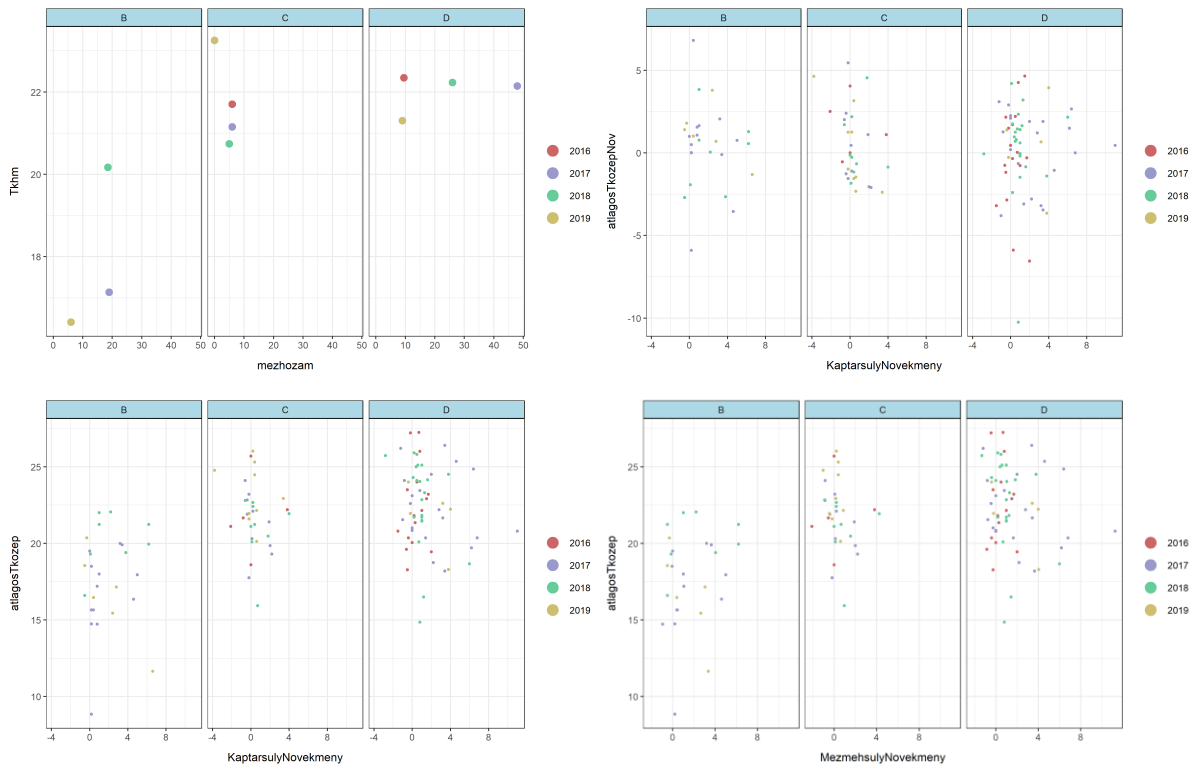 B C D
22
20
18
Tkihn
0 10 20 30 40 50 0 10 20 30 40 50 0 10 20 30 40 50
mezhozam
2016
2017
2018
2019
B C D
5
0
-5
-10
atlagosTkozepNov
-4 0 4 8 -4 0 4 8 -4 0 4 8
KaptarsulyNovekmeny
2016
2017
2018
2019
B C D
25
20
15
10
atlagosTkozep
-4 0 4 8 -4 0 4 8 -4 0 4 8
KaptarsulyNovekmeny
2016
2017
2018
2019
B C D
25
20
15
10
atlagosTkozep
0 4 8 0 4 8 0 4 8
MezmehsulyNovekmeny
2016
2017
2018
2019